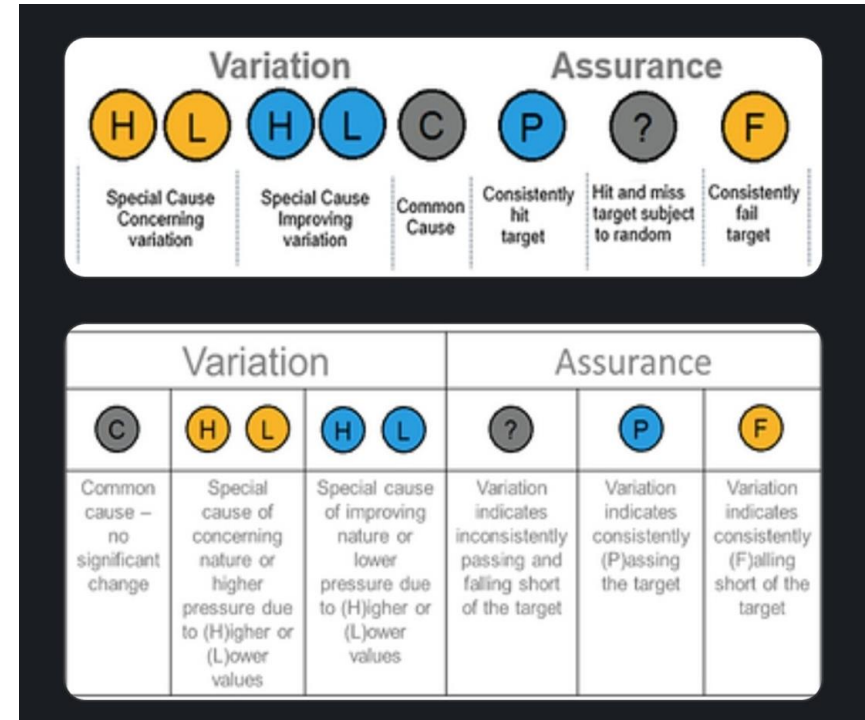 Variation
Assurance
H L H L C P ? F
Special Cause
Concerning
variation
Special Cause
Improving
variation
Common
Cause
Consistently
hit
target
Hit and miss
target subject
to random
Consistently
fail
target
Variation
Assurance
C H L H L ? P F
Common
cause –
no
significant
change
Special
cause of
concerning
nature or
higher
pressure due
to (H)igher or
(L)ower
values
Special cause
of improving
nature or
lower
pressure due
to (H)igher or
(L)ower
values
Variation
indicates
inconsistently
passing and
falling short
of the target
Variation
indicates
consistently
(P)assing
the target
Variation
indicates
consistently
(F)alling
short of the
target